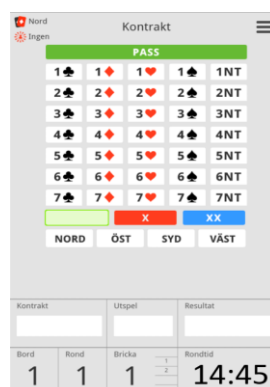 Nord
Kontrakt
Ingen
PASS
1♣ 1♦ 1♥ 1♠ 1NT
2♣ 2♦ 2♥ 2♠ 2NT
3♣ 3♦ 3♥ 3♠ 3NT
4♣ 4♦ 4♥ 4♠ 4NT
5♣ 5♦ 5♥ 5♠ 5NT
6♣ 6♦ 6♥ 6♠ 6NT
7♣ 7♦ 7♥ 7♠ 7NT
X XX
NORD ÖST SYD VÄST
Kontrakt Utspel Resultat
Bord Rond Bricka 1 Rondtid
1 1 1 2 14:45